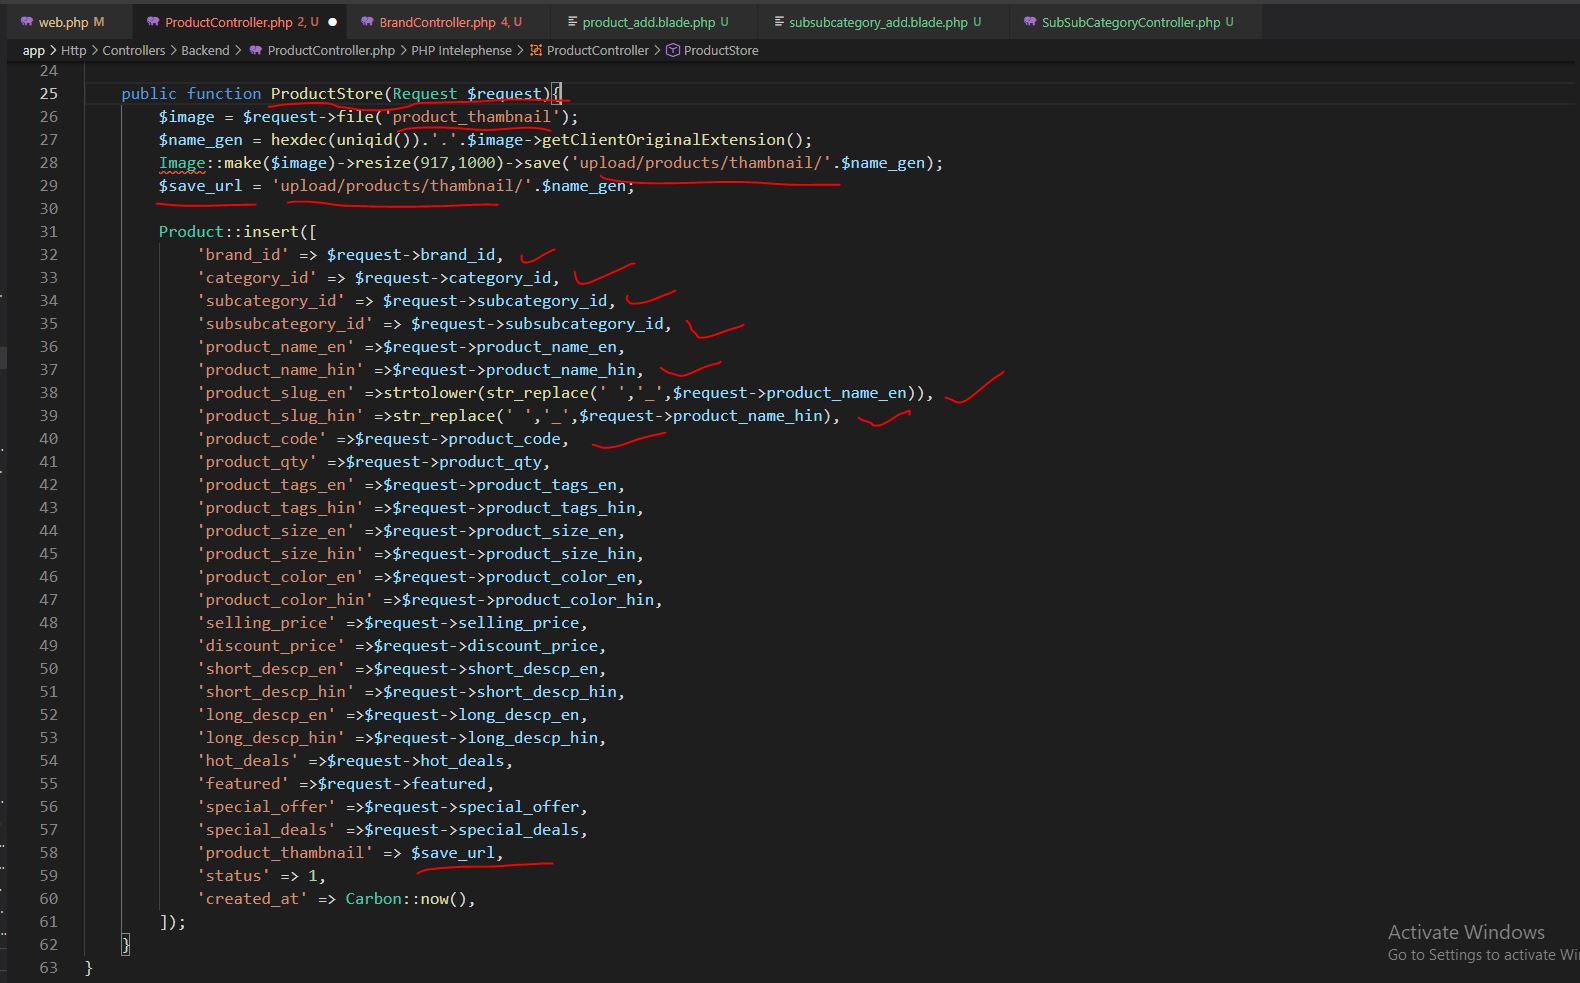 web.php M
ProductController.php 2, U
BrandController.php 4, U
product_add.blade.php U
subsubcategory_add.blade.php U
SubSubCategoryController.php U
app > Http > Controllers > Backend > ProductController.php > PHP Intelephense > ProductController > ProductStore
24
25 public function ProductStore(Request $request){
26 $image = $request->file('product_thambnail');
27 $name_gen = hexdec(uniqid()).'.'.$image->getClientOriginalExtension();
28 Image::make($image)->resize(917,1000)->save('upload/products/thambnail/'.$name_gen);
29 $save_url = 'upload/products/thambnail/'.$name_gen;
30
31 Product::insert([
32 'brand_id' => $request->brand_id,
33 'category_id' => $request->category_id,
34 'subcategory_id' => $request->subcategory_id,
35 'subsubcategory_id' => $request->subsubcategory_id,
36 'product_name_en' =>$request->product_name_en,
37 'product_name_hin' =>$request->product_name_hin,
38 'product_slug_en' =>strtolower(str_replace(' ','_',$request->product_name_en)),
39 'product_slug_hin' =>str_replace(' ','_',$request->product_name_hin),
40 'product_code' =>$request->product_code,
41 'product_qty' =>$request->product_qty,
42 'product_tags_en' =>$request->product_tags_en,
43 'product_tags_hin' =>$request->product_tags_hin,
44 'product_size_en' =>$request->product_size_en,
45 'product_size_hin' =>$request->product_size_hin,
46 'product_color_en' =>$request->product_color_en,
47 'product_color_hin' =>$request->product_color_hin,
48 'selling_price' =>$request->selling_price,
49 'discount_price' =>$request->discount_price,
50 'short_descp_en' =>$request->short_descp_en,
51 'short_descp_hin' =>$request->short_descp_hin,
52 'long_descp_en' =>$request->long_descp_en,
53 'long_descp_hin' =>$request->long_descp_hin,
54 'hot_deals' =>$request->hot_deals,
55 'featured' =>$request->featured,
56 'special_offer' =>$request->special_offer,
57 'special_deals' =>$request->special_deals,
58 'product_thambnail' => $save_url,
59 'status' => 1,
60 'created_at' => Carbon::now(),
61 ]);
62 }
63 }
Activate Windows
Go to Settings to activate Wi